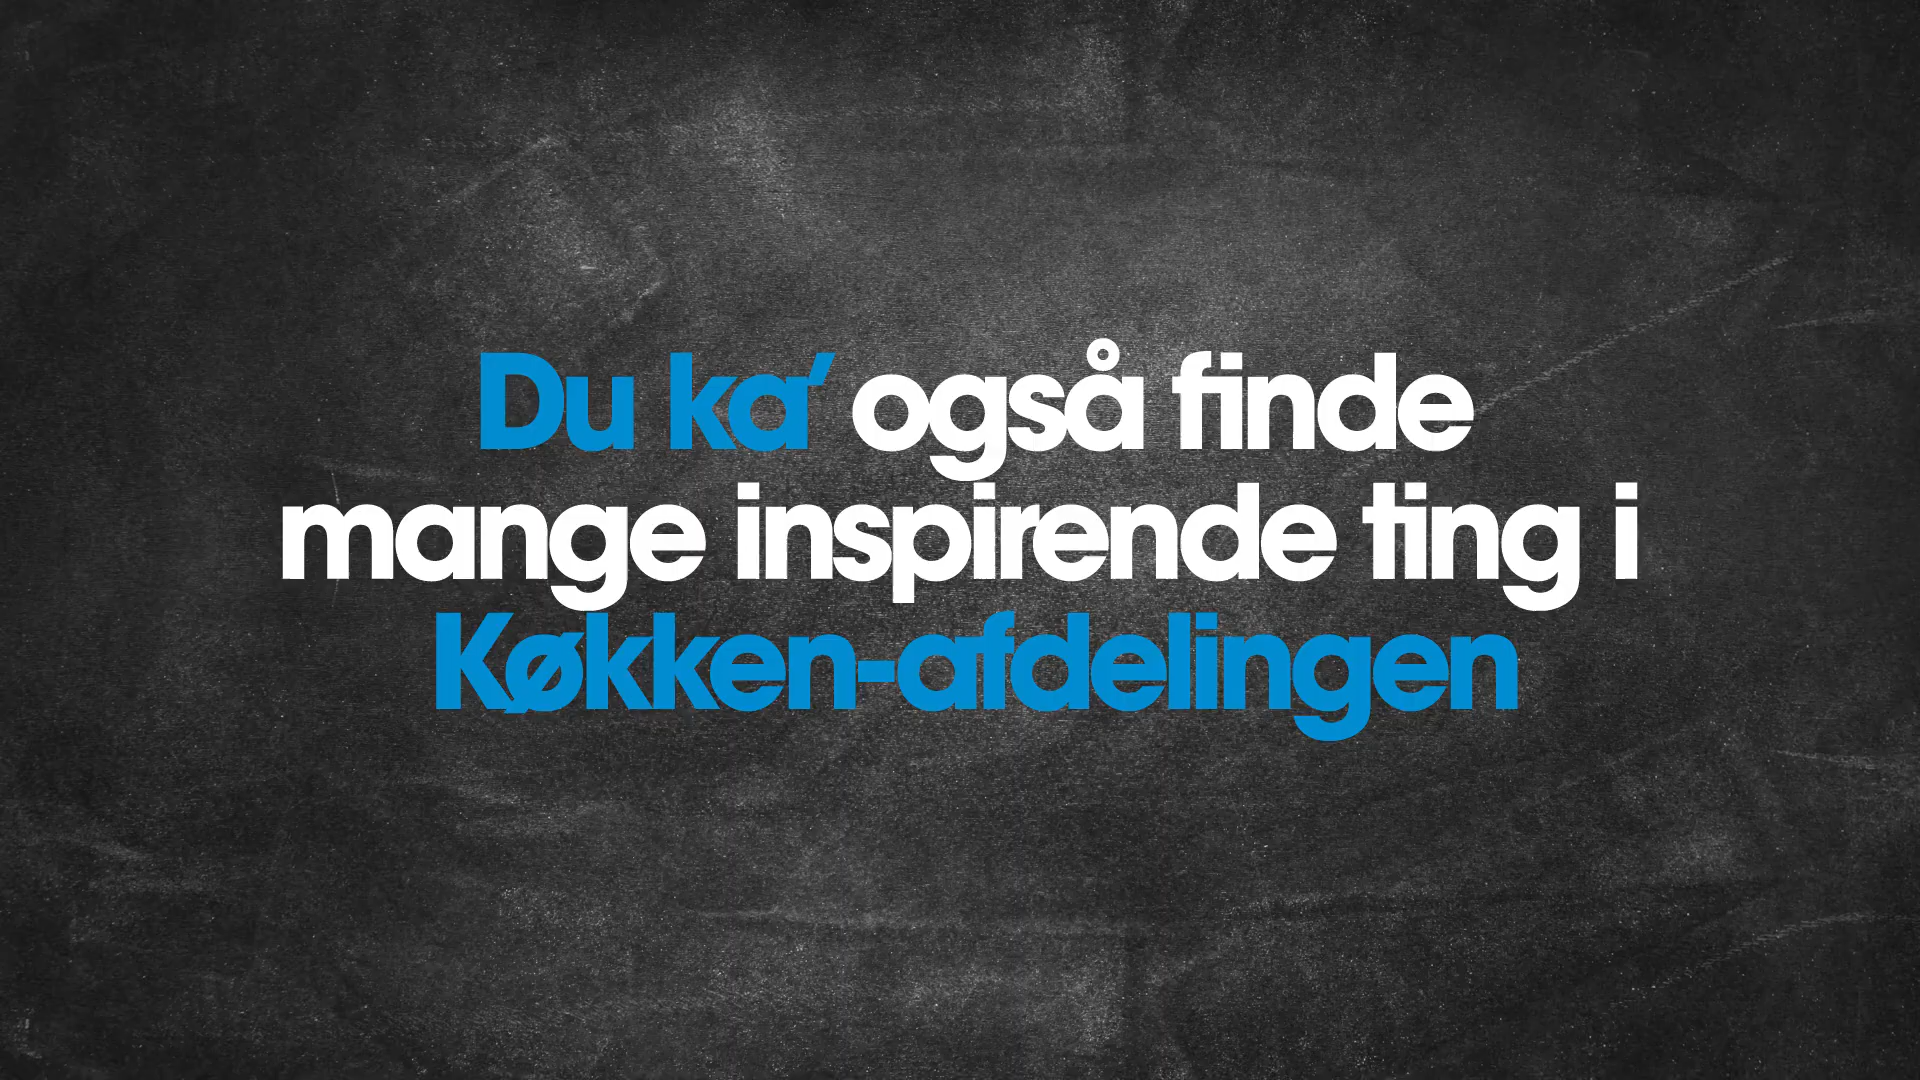 Du ka’ også finde
mange inspirende ting i
Køkken-afdelingen